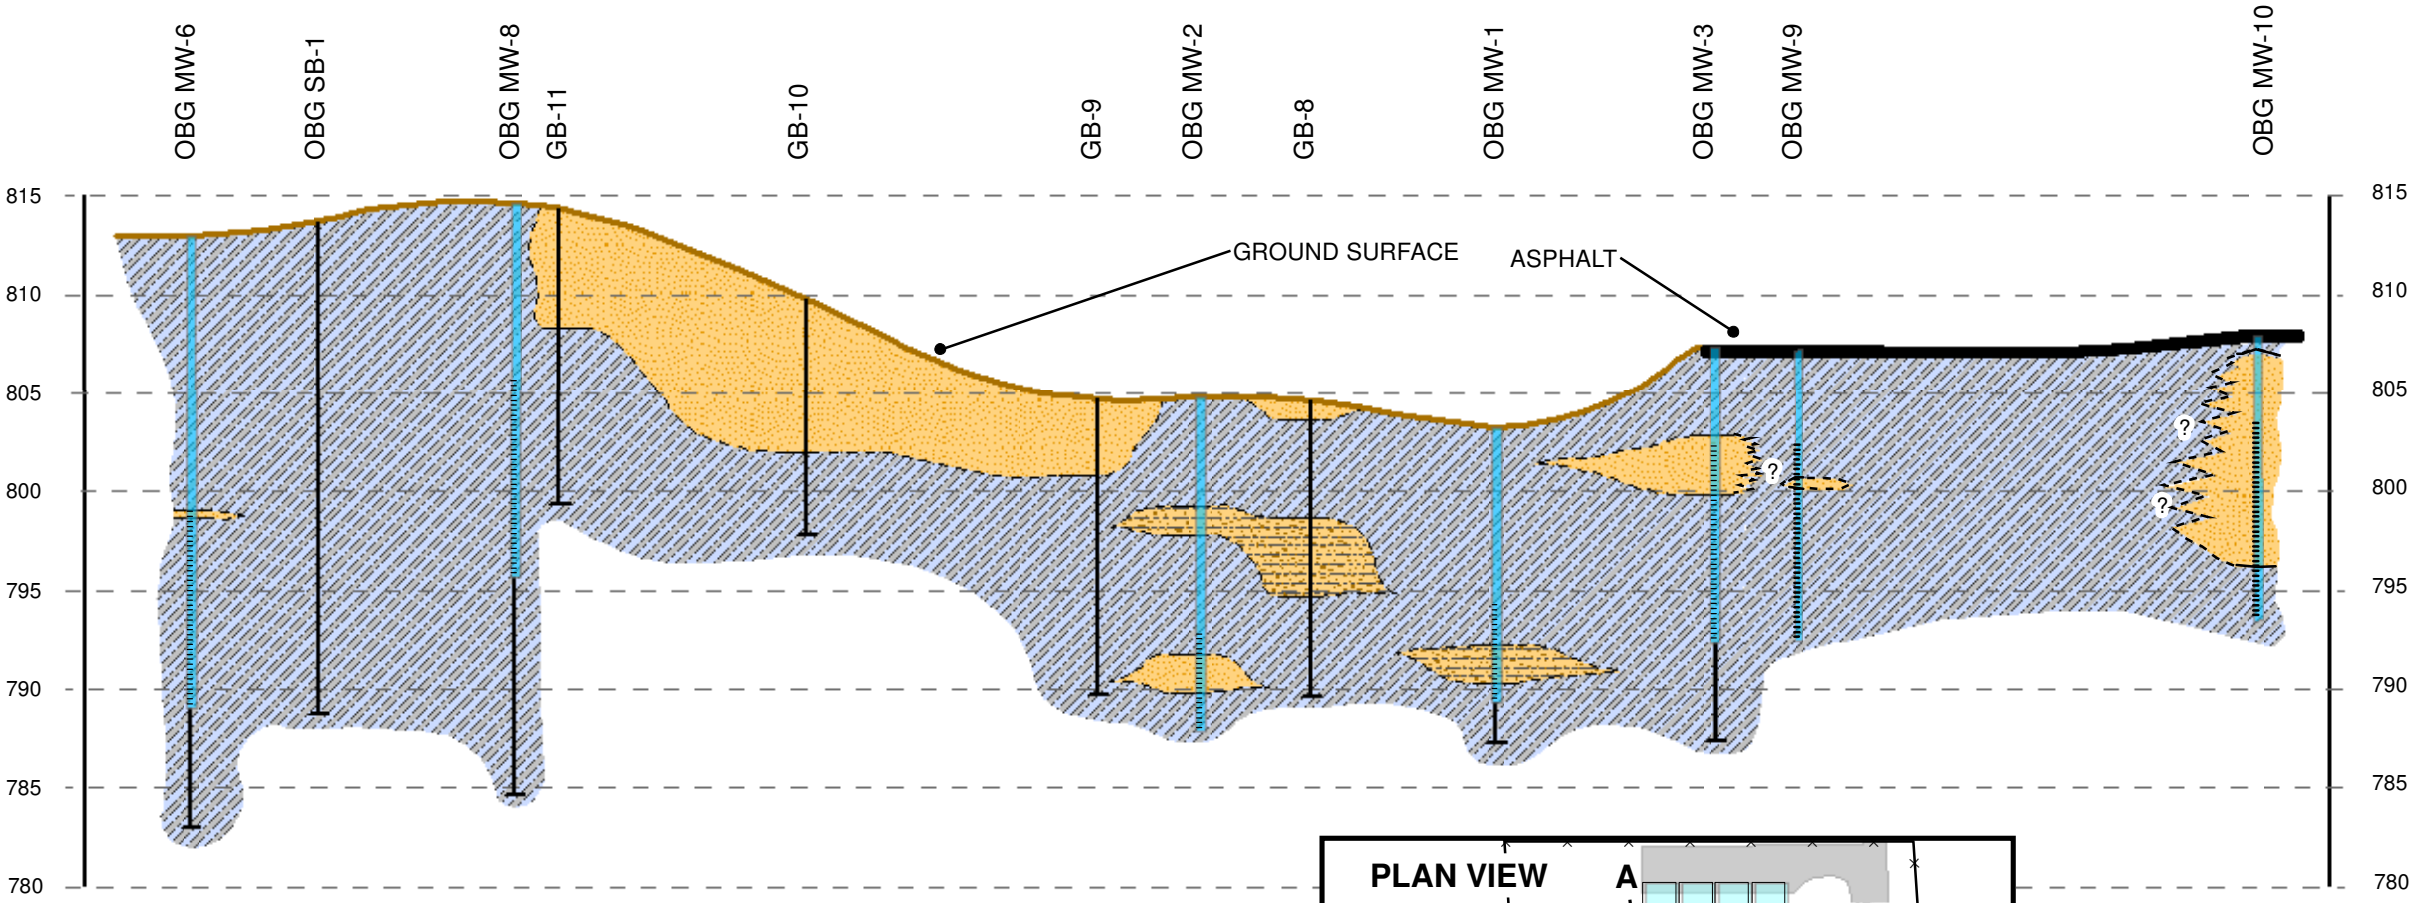 OBG MW-6
OBG SB-1
OBG MW-8
GB-11
GB-10
GB-9
OBG MW-2
GB-8
OBG MW-1
OBG MW-3
OBG MW-9
OBG MW-10
815 815
GROUND SURFACE
ASPHALT
810 810
805 805
?
?
800 800
?
795 795
790 790
785 785
PLAN VIEW A
780 780